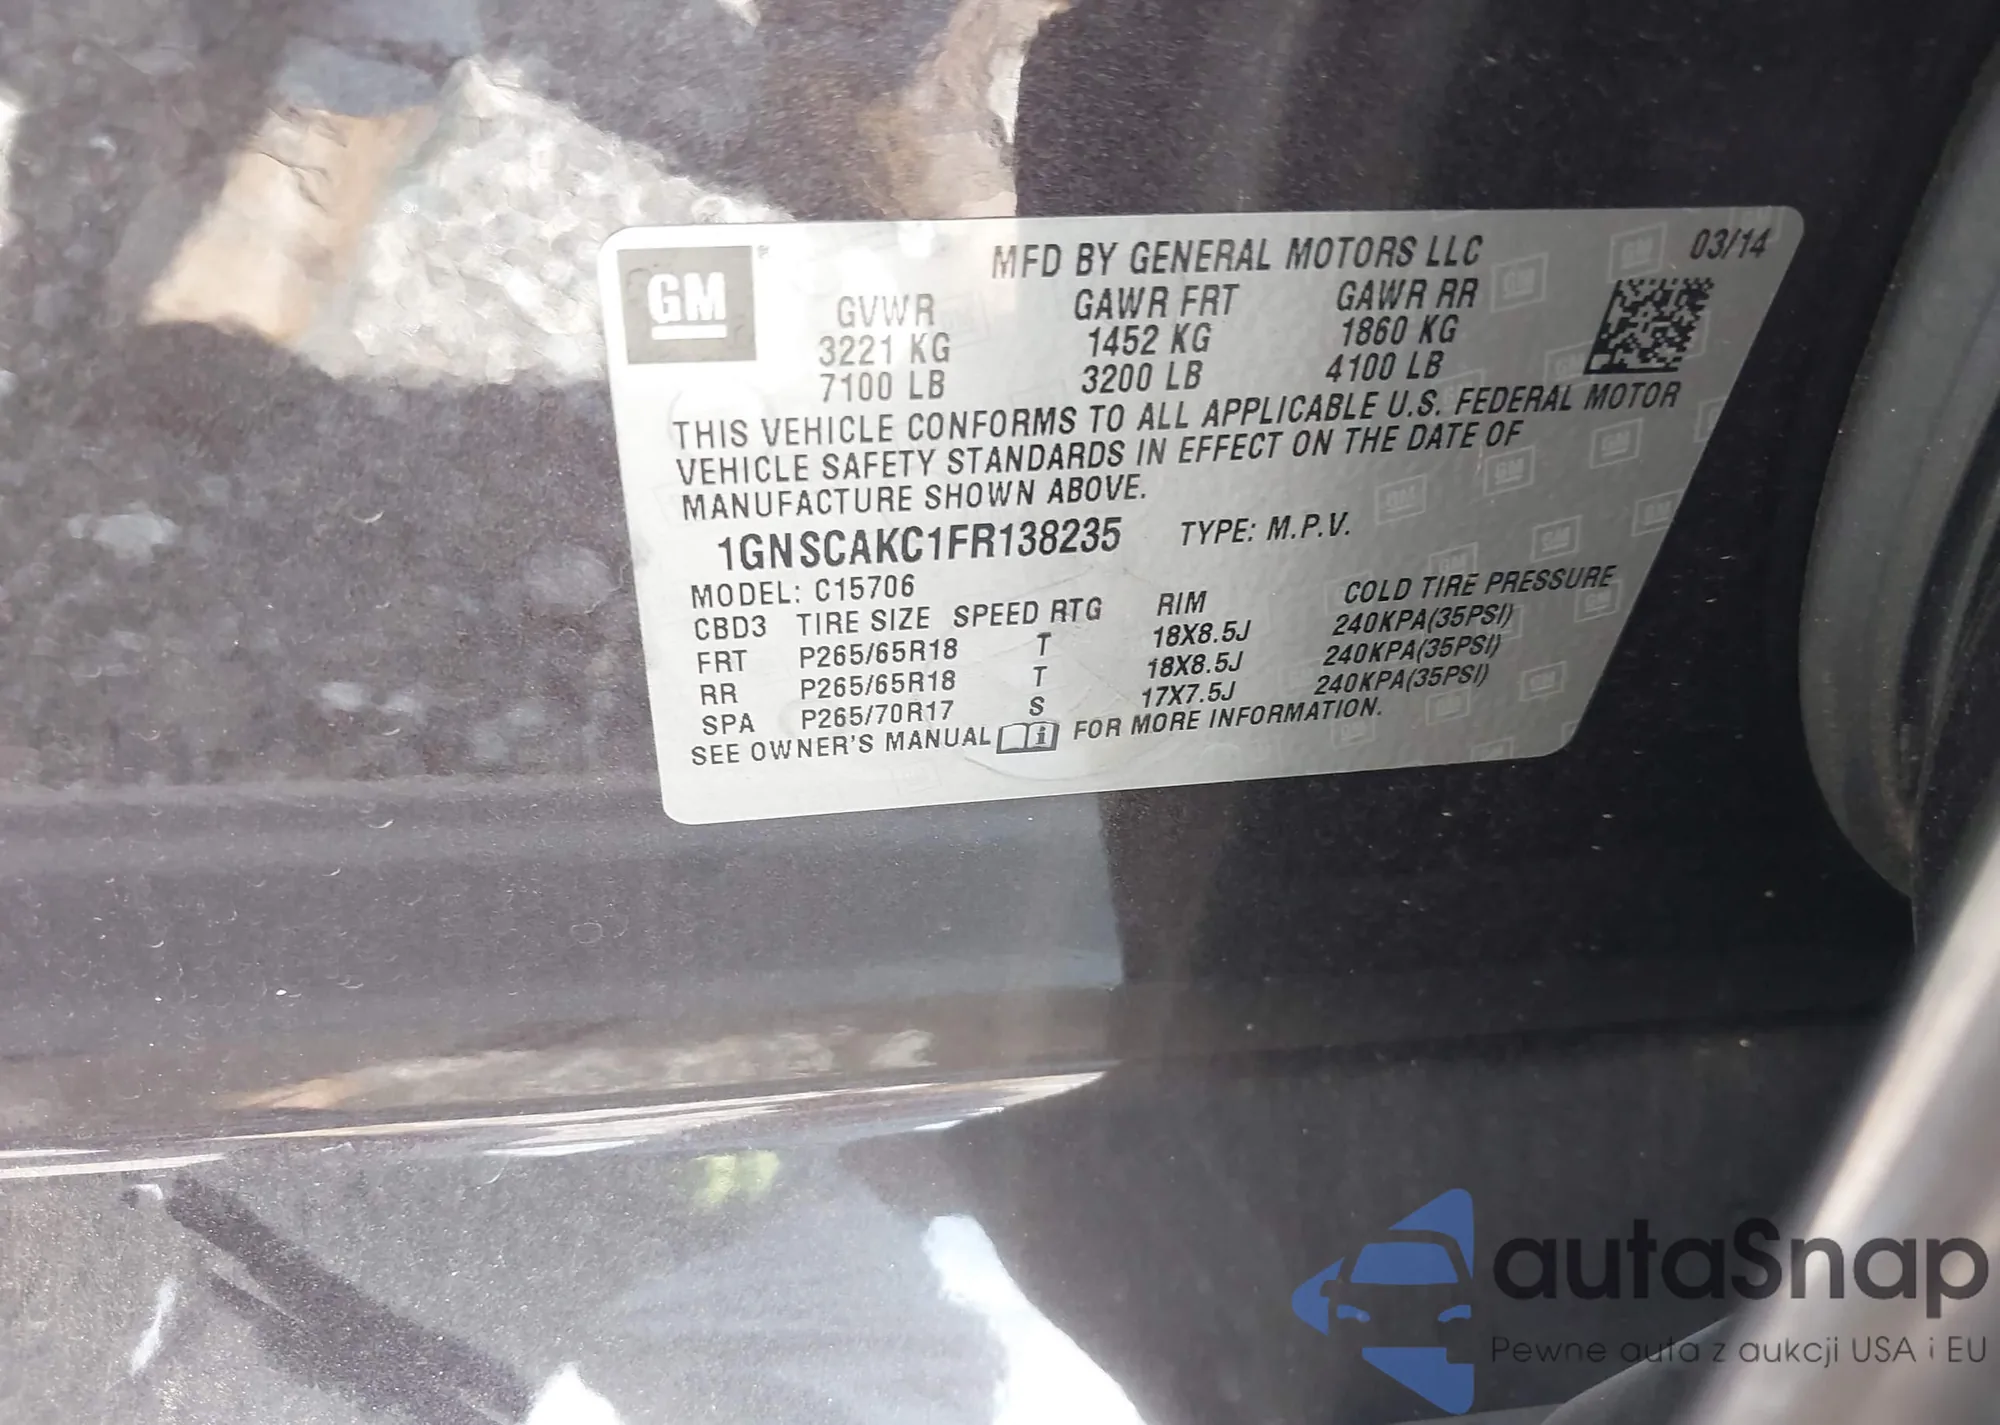 GM
MFD BY GENERAL MOTORS LLC 03/14
GVWR GAWR FRT GAWR RR
3221 KG 1452 KG 1860 KG
7100 LB 3200 LB 4100 LB
THIS VEHICLE CONFORMS TO ALL APPLICABLE U.S. FEDERAL MOTOR
VEHICLE SAFETY STANDARDS IN EFFECT ON THE DATE OF
MANUFACTURE SHOWN ABOVE.
1GNSCAKC1FR138235 TYPE: M.P.V.
MODEL: C15706
CBD3 TIRE SIZE SPEED RTG RIM COLD TIRE PRESSURE
FRT P265/65R18 T 18X8.5J 240KPA(35PSI)
RR P265/65R18 T 18X8.5J 240KPA(35PSI)
SPA P265/70R17 S 17X7.5J 240KPA(35PSI)
SEE OWNER'S MANUAL i FOR MORE INFORMATION.
autaSnap
Pewne auta z aukcji USA i EU